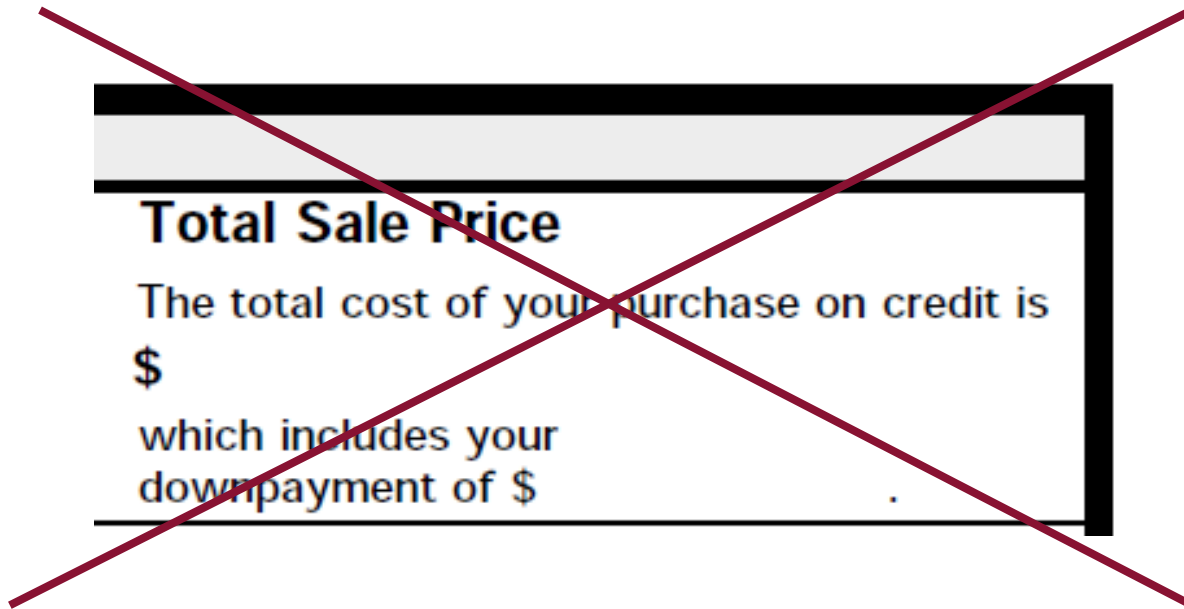 Total Sale Price
The total cost of your purchase on credit is
$
which includes your
downpayment of $ .